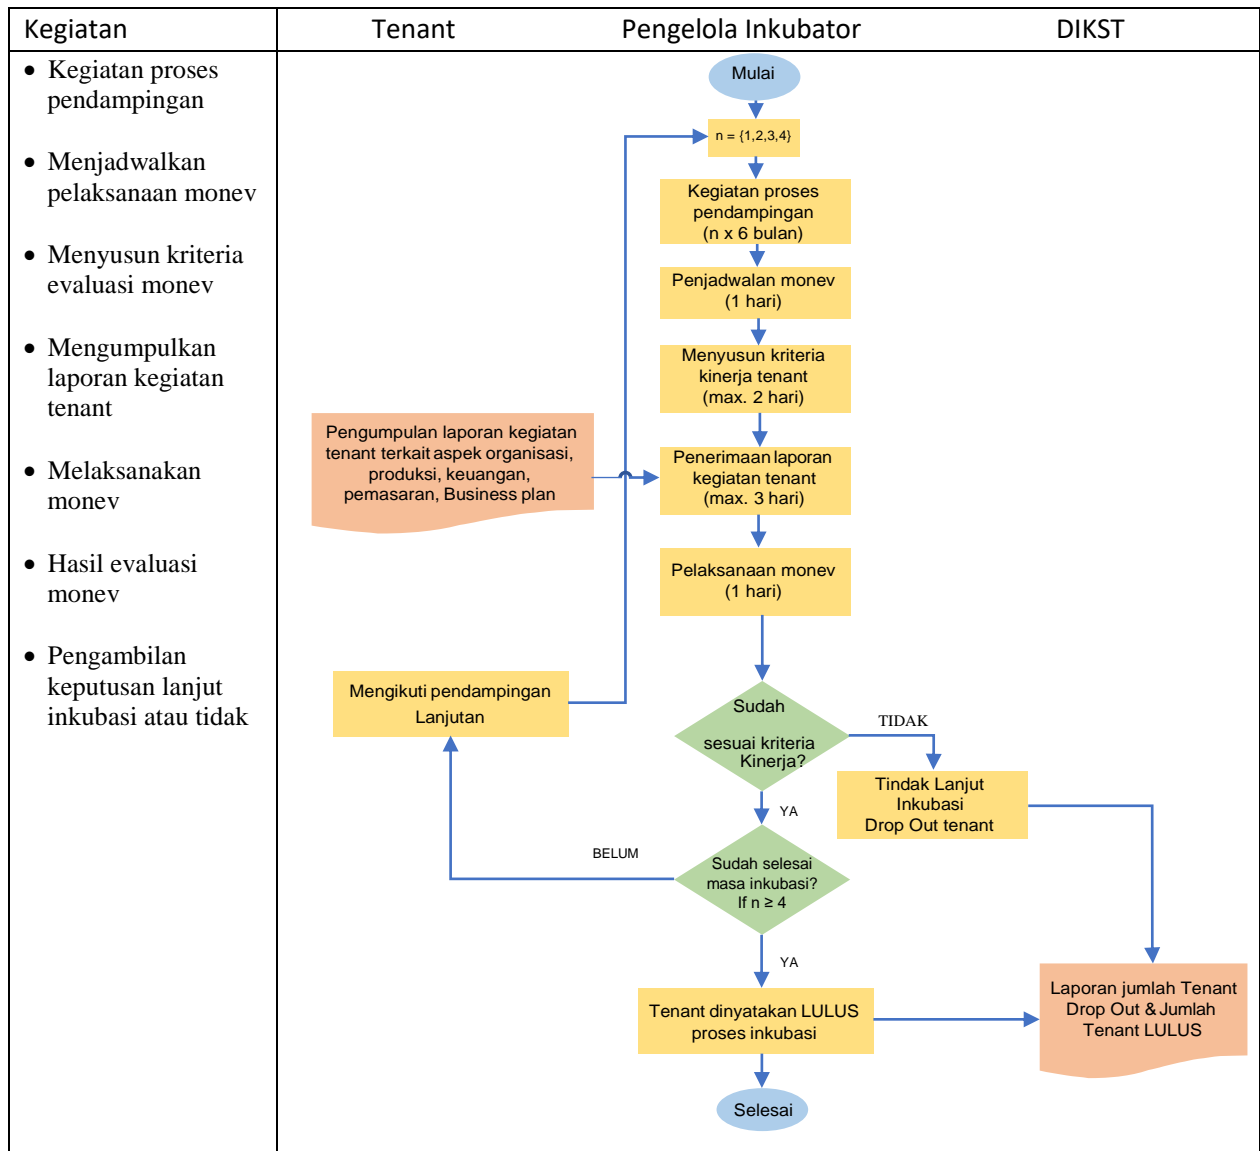 Kegiatan
Tenant
Pengelola Inkubator
DIKST
• Kegiatan proses
pendampingan
• Menjadwalkan
pelaksanaan monev
• Menyusun kriteria
evaluasi monev
• Mengumpulkan
laporan kegiatan
tenant
• Melaksanakan
monev
• Hasil evaluasi
monev
• Pengambilan
keputusan lanjut
inkubasi atau tidak
Mulai
n = {1,2,3,4}
Kegiatan proses
pendampingan
(n x 6 bulan)
Penjadwalan monev
(1 hari)
Menyusun kriteria
kinerja tenant
(max. 2 hari)
Pengumpulan laporan kegiatan
tenant terkait aspek organisasi,
produksi, keuangan,
pemasaran, Business plan
Penerimaan laporan
kegiatan tenant
(max. 3 hari)
Pelaksanaan monev
(1 hari)
Mengikuti pendampingan
Lanjutan
Sudah
sesuai kriteria
Kinerja?
TIDAK
Tindak Lanjut
Inkubasi
Drop Out tenant
YA
BELUM
Sudah selesai
masa inkubasi?
If n ≥ 4
YA
Tenant dinyatakan LULUS
proses inkubasi
Laporan jumlah Tenant
Drop Out & Jumlah
Tenant LULUS
Selesai